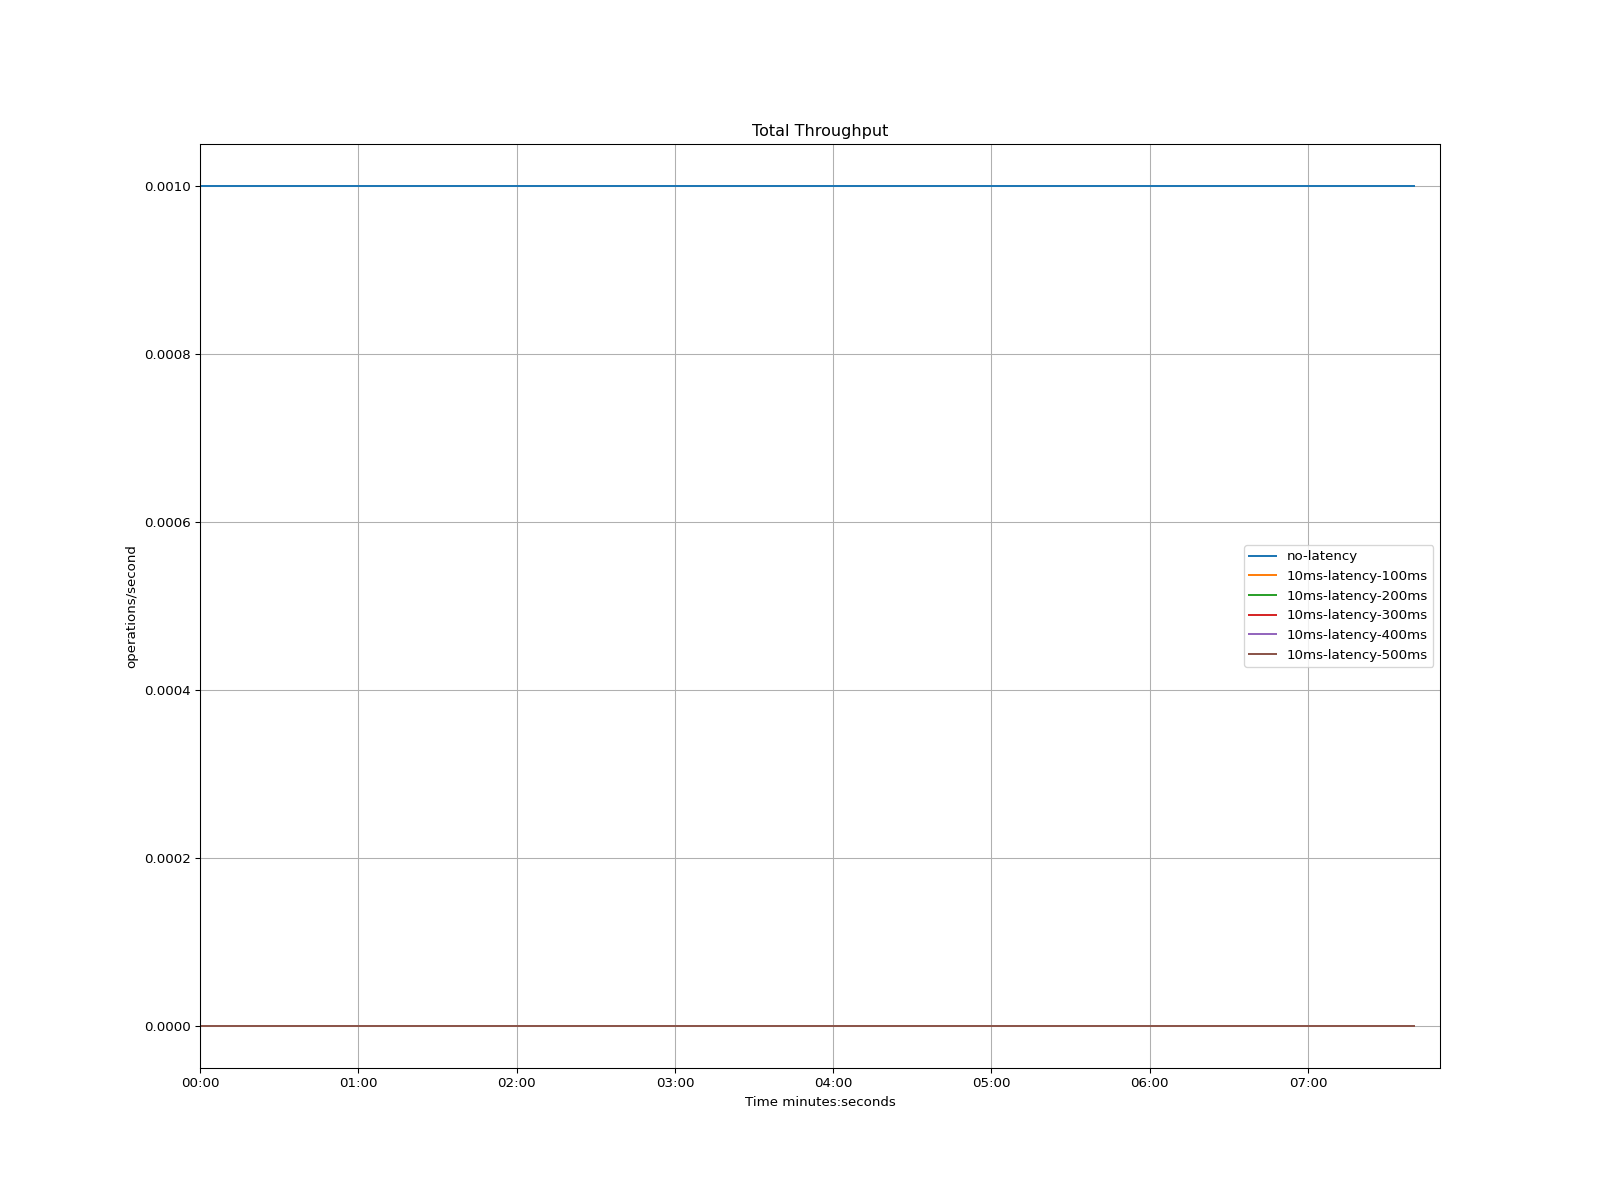 Total Throughput
0.0010
0.0008
0.0006
0.0004
0.0002
0.0000
operations/second
no-latency
10ms-latency-100ms
10ms-latency-200ms
10ms-latency-300ms
10ms-latency-400ms
10ms-latency-500ms
00:00 01:00 02:00 03:00 04:00 05:00 06:00 07:00
Time minutes:seconds